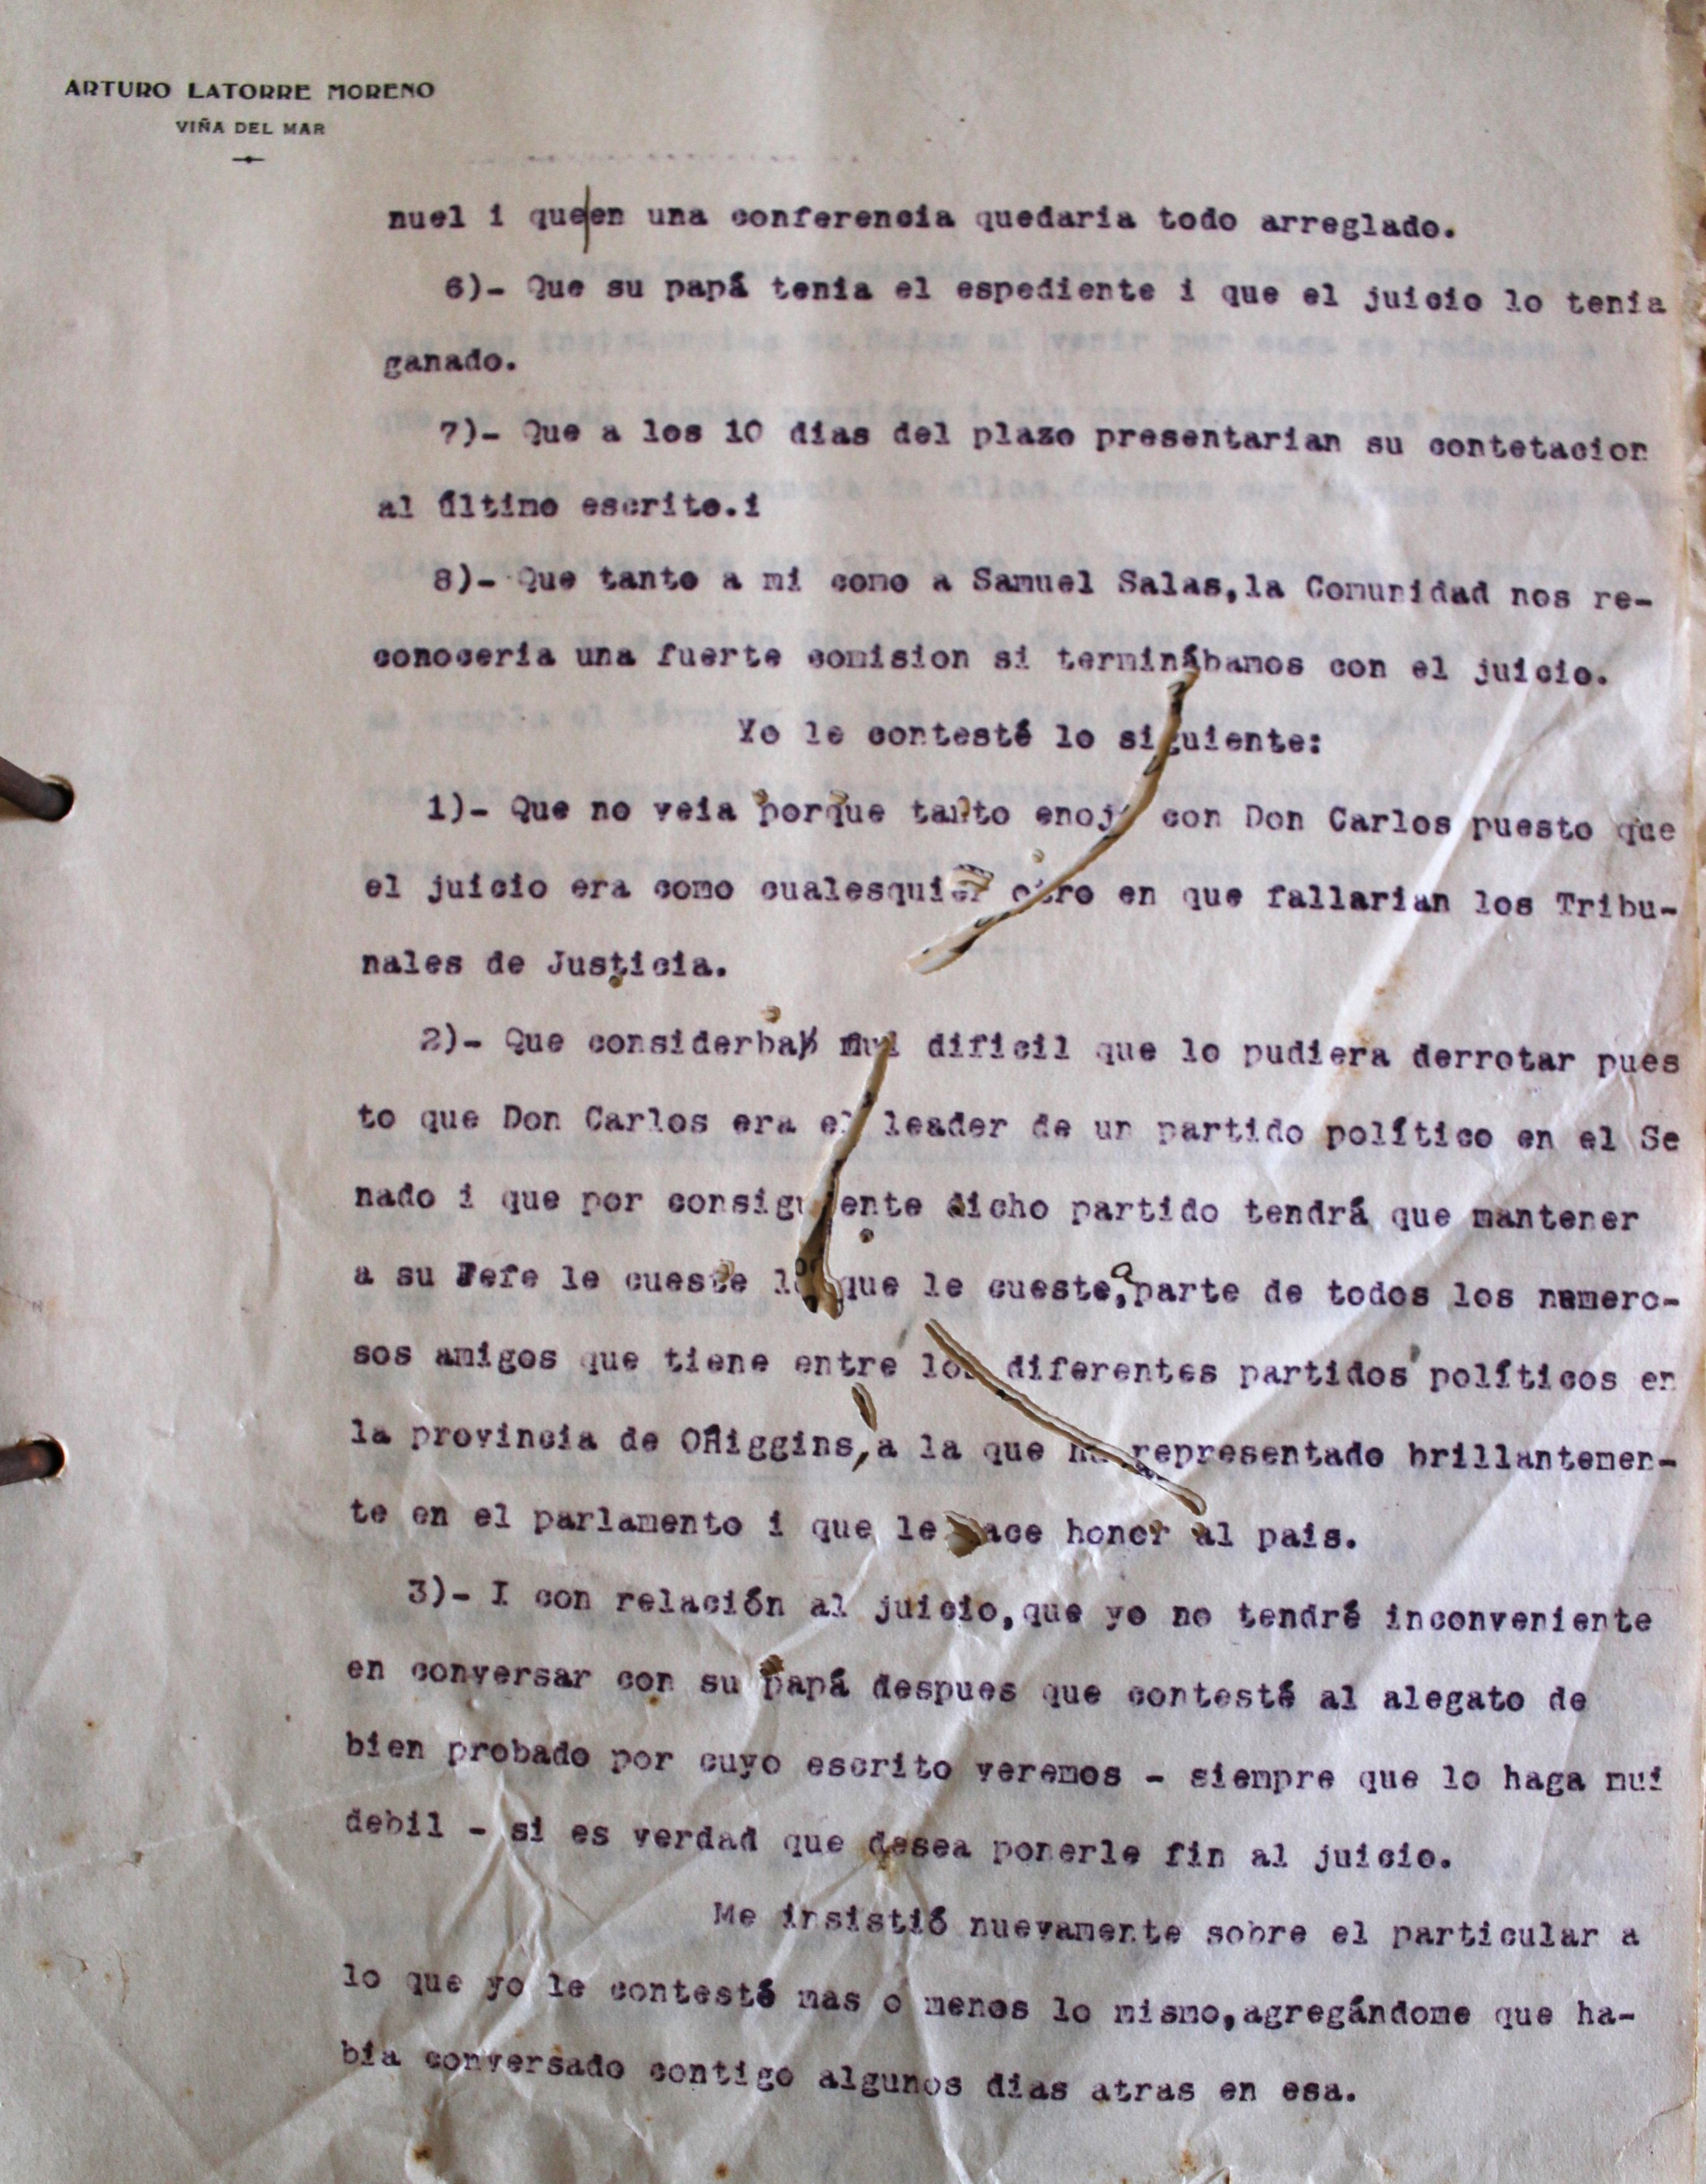 ARTURO LATORRE MORENO
VIÑA DEL MAR
nuel i que|en una conferencia quedaria todo arreglado.
6)- Que su papá tenia el espediente i que el juicio lo tenia
ganado.
7)- Que a los 10 dias del plazo presentarian su contetacion
al último escrito.i
8)- Que tanto a mi como a Samuel Salas,la Comunidad nos re-
conoceria una fuerte comision si terminábamos con el juicio.
Yo le contesté lo siguiente:
1)- Que no veia porque tanto enojo con Don Carlos puesto que
el juicio era como cualesquier otro en que fallarian los Tribu-
nales de Justicia.
2)- Que considerba mui dificil que lo pudiera derrotar pues
to que Don Carlos era el leader de un partido político en el Se
nado i que por consiguiente dicho partido tendrá que mantener
a su Jefe le cueste lo que le cueste,a parte de todos los numero-
sos amigos que tiene entre los diferentes partidos políticos en
la provincia de OHiggins,a la que ha representado brillantemen-
te en el parlamento i que le hace honor al pais.
3)- I con relación al juicio,que yo no tendré inconveniente
en conversar con su papá despues que contesté al alegato de
bien probado por cuyo escrito veremos - siempre que lo haga mui
debil - si es verdad que desea ponerle fin al juicio.
Me insistió nuevamente sobre el particular a
lo que yo le contesté mas o menos lo mismo,agregándome que ha-
bia conversado contigo algunos dias atras en esa.